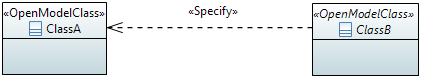 «OpenModelClass»
ClassA
«Specify»
«OpenModelClass»
ClassB